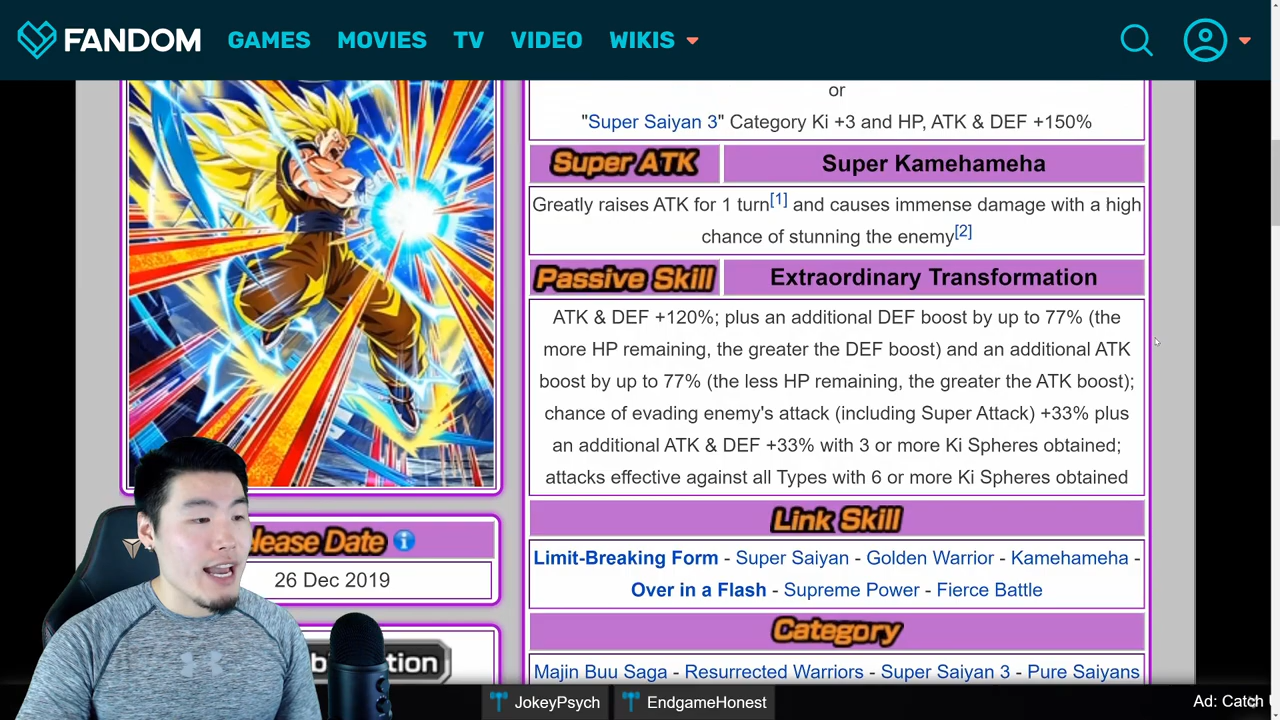 FANDOM GAMES MOVIES TV VIDEO WIKIS
or
"Super Saiyan 3" Category Ki +3 and HP, ATK & DEF +150%
Super ATK Super Kamehameha
Greatly raises ATK for 1 turn[1] and causes immense damage with a high
chance of stunning the enemy[2]
Passive Skill Extraordinary Transformation
ATK & DEF +120%; plus an additional DEF boost by up to 77% (the
more HP remaining, the greater the DEF boost) and an additional ATK
boost by up to 77% (the less HP remaining, the greater the ATK boost);
chance of evading enemy's attack (including Super Attack) +33% plus
an additional ATK & DEF +33% with 3 or more Ki Spheres obtained;
attacks effective against all Types with 6 or more Ki Spheres obtained
Link Skill
Limit-Breaking Form - Super Saiyan - Golden Warrior - Kamehameha -
Over in a Flash - Supreme Power - Fierce Battle
Category
Majin Buu Saga - Resurrected Warriors - Super Saiyan 3 - Pure Saiyans
lease Date
26 Dec 2019
tion
JokeyPsych EndgameHonest
Ad: Catch